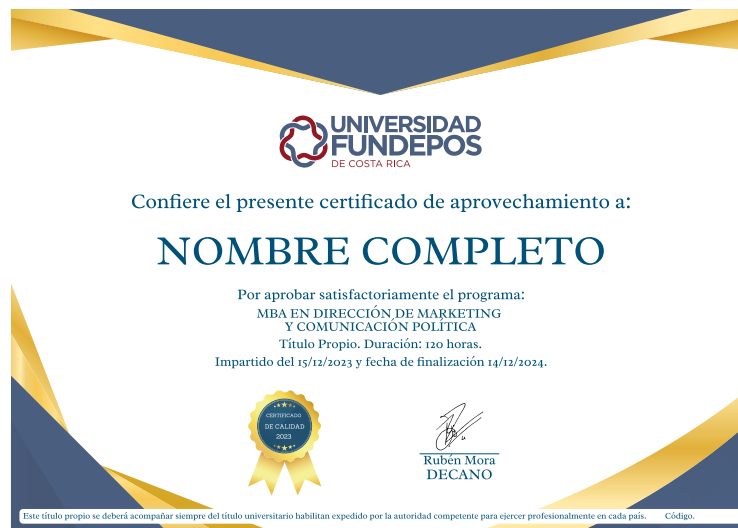 UNIVERSIDAD
FUNDEPOS
DE COSTA RICA
Confiere el presente certificado de aprovechamiento a:
NOMBRE COMPLETO
Por aprobar satisfactoriamente el programa:
MBA EN DIRECCIÓN DE MARKETING
Y COMUNICACIÓN POLÍTICA
Título Propio. Duración: 120 horas.
Impartido del 15/12/2023 y fecha de finalización 14/12/2024.
CERTIFICADO
DE CALIDAD
2023
Rubén Mora
DECANO
Este título propio se deberá acompañar siempre del título universitario habilitan expedido por la autoridad competente para ejercer profesionalmente en cada país. Código.